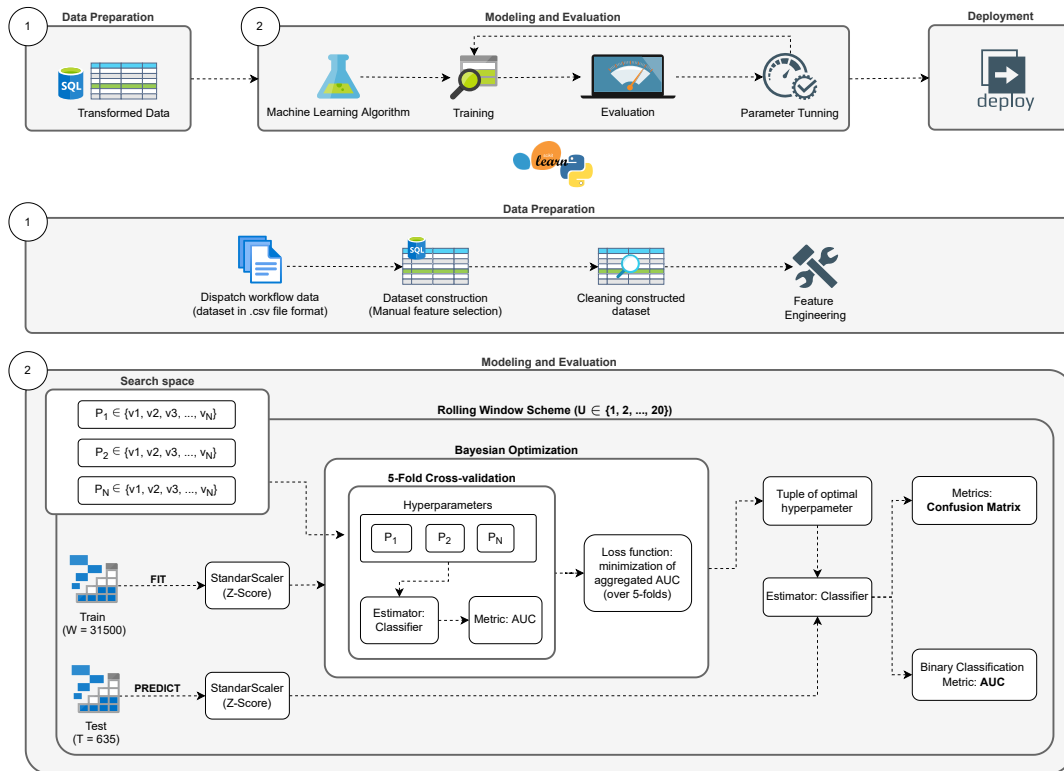 1
Data Preparation
SQL
Transformed Data
2
Modeling and Evaluation
Machine Learning Algorithm
Training
Evaluation
Parameter Tunning
Deployment
deploy
learn
1
Data Preparation
Dispatch workflow data
(dataset in .csv file format)
SQL
Dataset construction
(Manual feature selection)
Cleaning constructed
dataset
Feature
Engineering
2
Modeling and Evaluation
Search space
P1 ∈ {v1, v2, v3, ..., vN}
P2 ∈ {v1, v2, v3, ..., vN}
PN ∈ {v1, v2, v3, ..., vN}
Rolling Window Scheme (U ∈ {1, 2, ..., 20})
Bayesian Optimization
5-Fold Cross-validation
Hyperparameters
P1
P2
PN
Estimator:
Classifier
Metric: AUC
Loss function:
minimization of
aggregated AUC
(over 5-folds)
Tuple of optimal
hyperpameter
Estimator: Classifier
Metrics:
Confusion Matrix
Binary Classification
Metric: AUC
Train
(W = 31500)
FIT
StandarScaler
(Z-Score)
Test
(T = 635)
PREDICT
StandarScaler
(Z-Score)